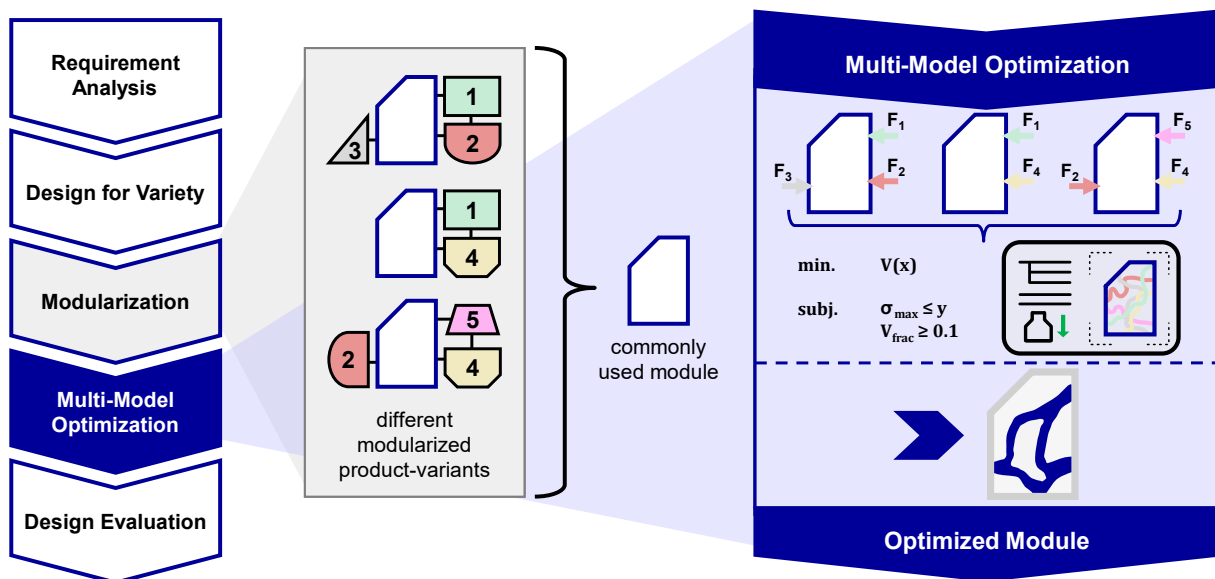 Requirement
Analysis
Design for Variety
Modularization
Multi-Model
Optimization
Design Evaluation
1
3
2
1
4
5
2
4
different
modularized
product-variants
commonly
used module
Multi-Model Optimization
F1
F3
F2
F1
F4
F5
F2
F4
min. V(x)
subj. σmax ≤ y
Vfrac ≥ 0.1
Optimized Module